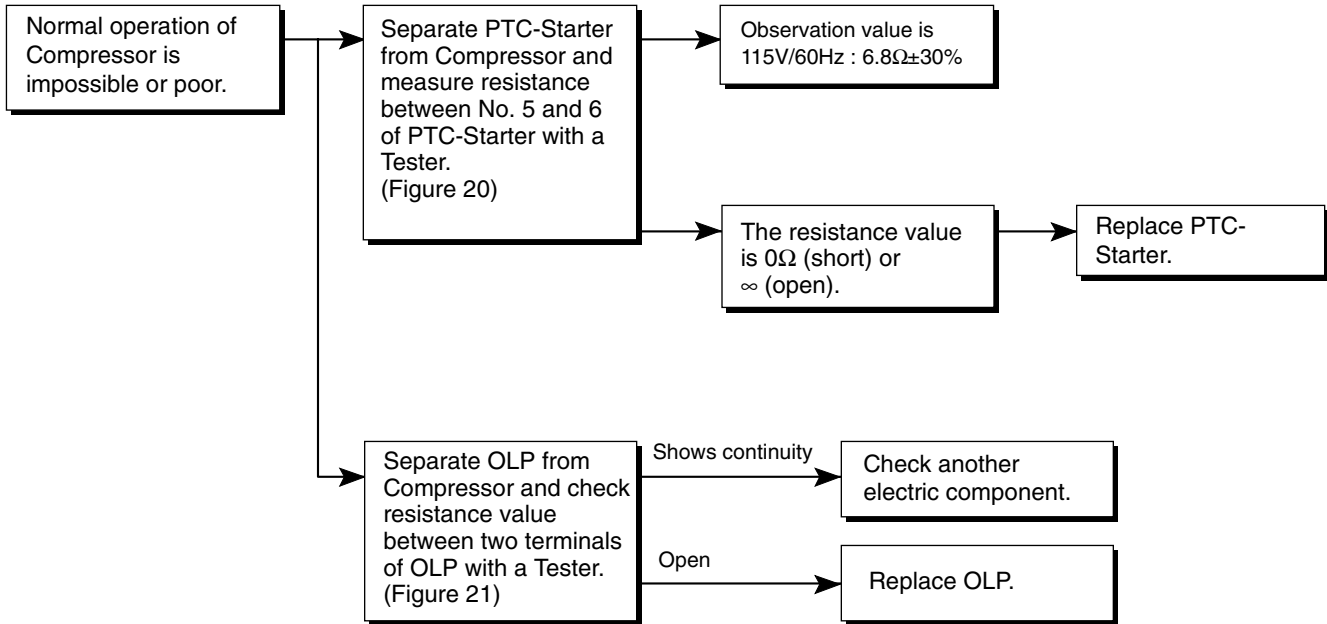 Normal operation of
Compressor is
impossible or poor.
Separate PTC-Starter
from Compressor and
measure resistance
between No. 5 and 6
of PTC-Starter with a
Tester.
(Figure 20)
Observation value is
115V/60Hz : 6.8Ω±30%
The resistance value
is 0Ω (short) or
∞ (open).
Replace PTC-
Starter.
Separate OLP from
Compressor and check
resistance value
between two terminals
of OLP with a Tester.
(Figure 21)
Shows continuity
Check another
electric component.
Open
Replace OLP.